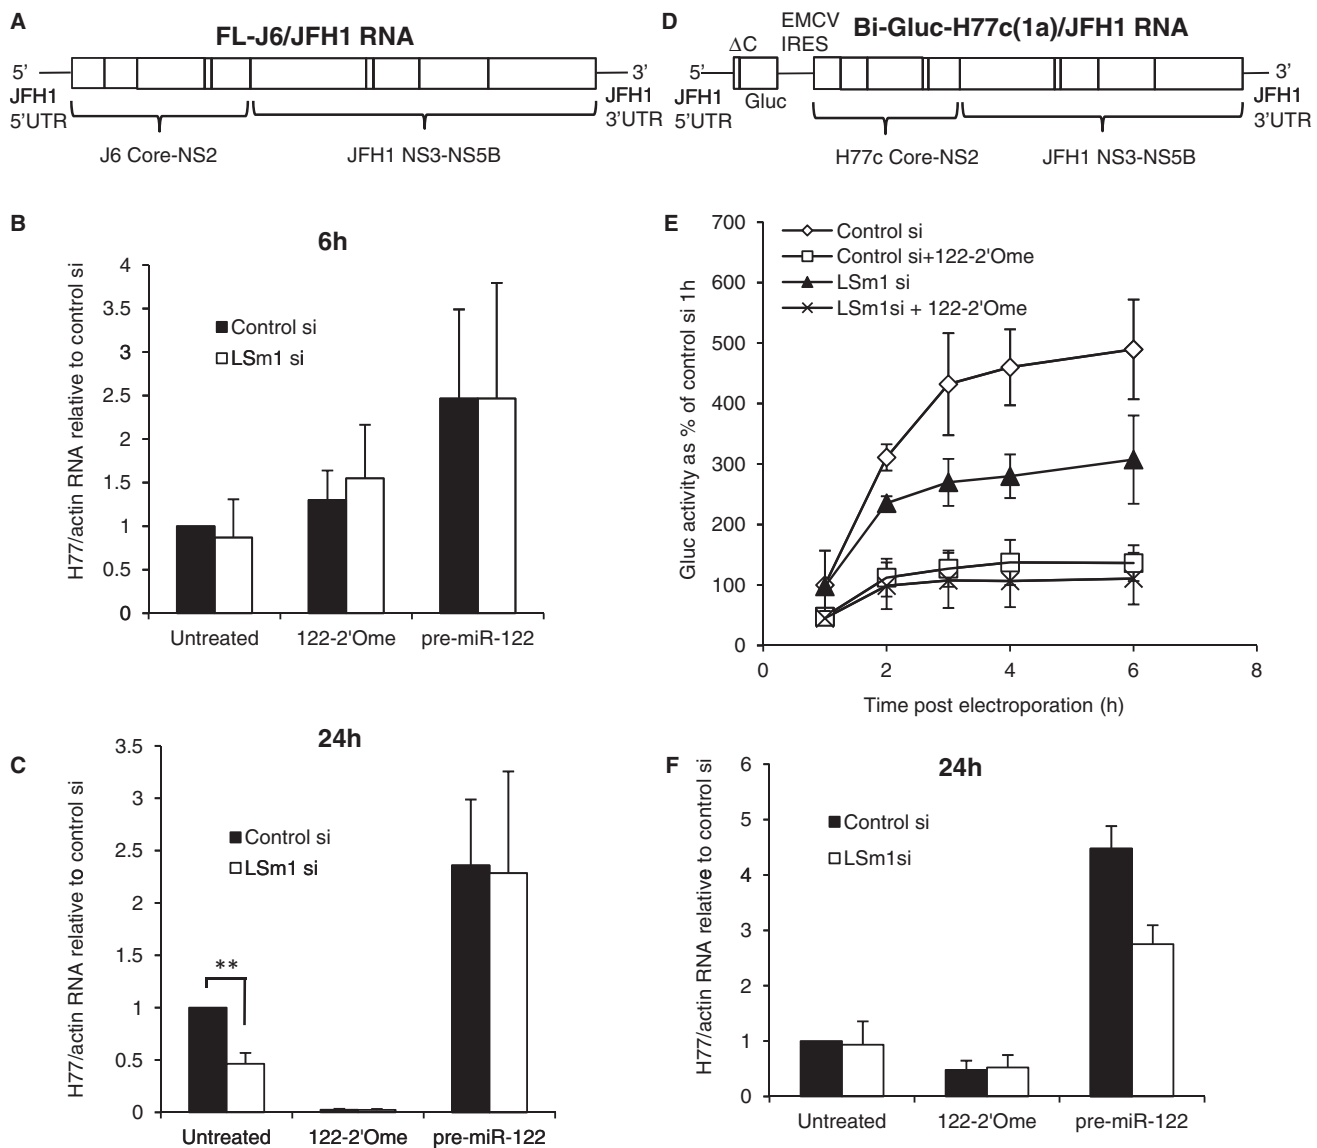 A
FL-J6/JFH1 RNA
5’
3’
JFH1
5’UTR
JFH1
3’UTR
J6 Core-NS2
JFH1 NS3-NS5B
D
EMCV
IRES
Bi-Gluc-H77c(1a)/JFH1 RNA
ΔC
5’
3’
Gluc
JFH1
5’UTR
JFH1
3’UTR
H77c Core-NS2
JFH1 NS3-NS5B
B
6h
H77/actin RNA relative to control si
4
3.5
3
2.5
2
1.5
1
0.5
0
Control si
LSm1 si
Untreated
122-2'Ome
pre-miR-122
E
Gluc activity as % of control si 1h
700
600
500
400
300
200
100
0
Control si
Control si+122-2'Ome
LSm1 si
LSm1si + 122-2'Ome
0
2
4
6
8
Time post electroporation (h)
C
24h
H77/actin RNA relative to control si
3.5
3
2.5
2
1.5
1
0.5
0
Control si
LSm1 si
**
Untreated
122-2'Ome
pre-miR-122
F
24h
H77/actin RNA relative to control si
6
5
4
3
2
1
0
Control si
LSm1si
Untreated
122-2'Ome
pre-miR-122